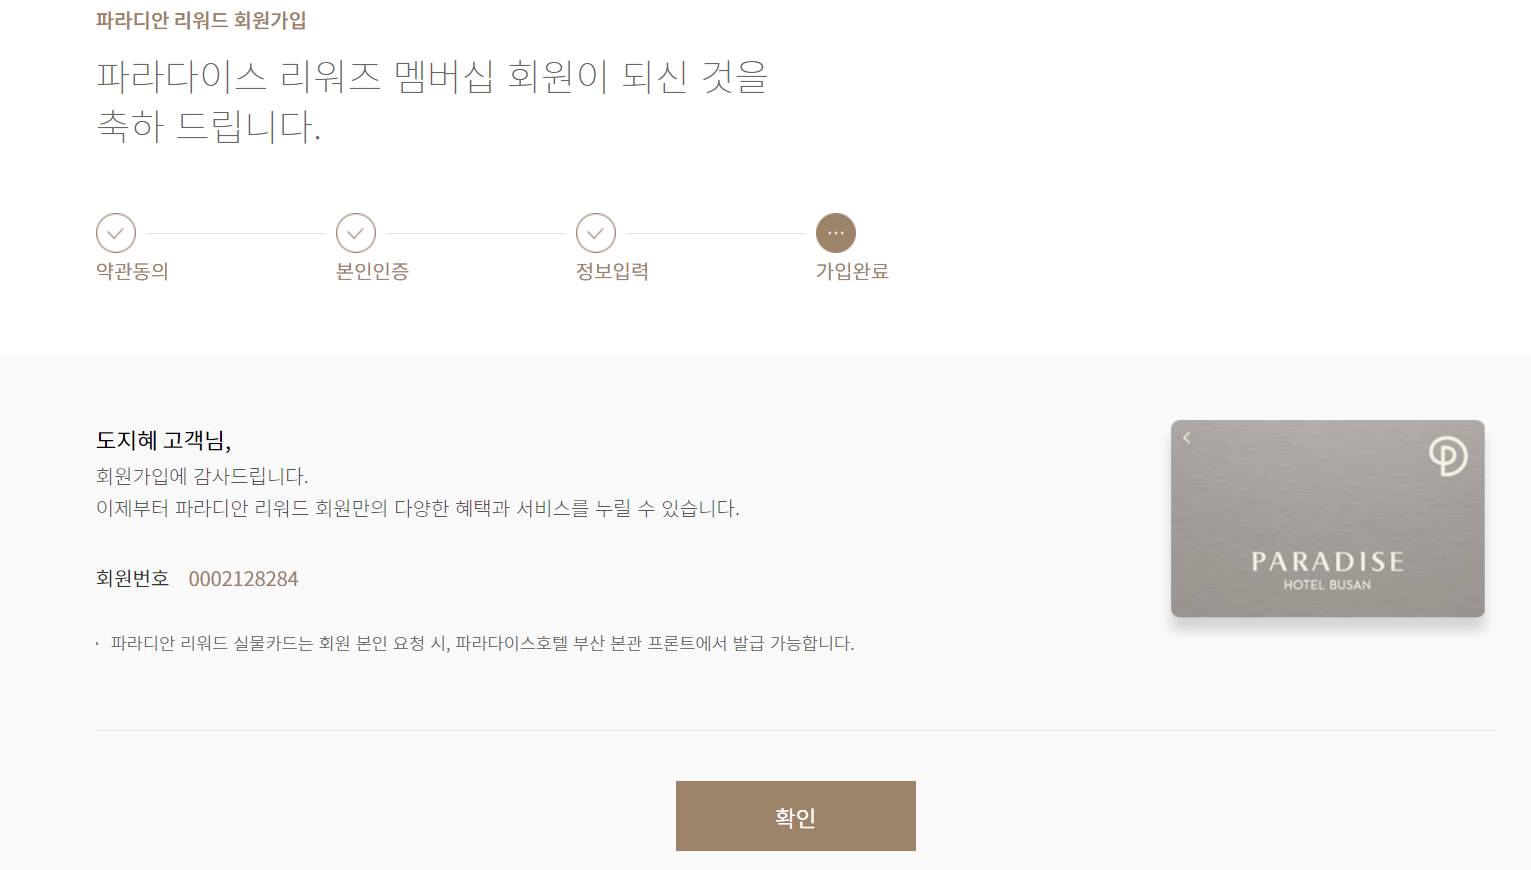 파라디안 리워드 회원가입
파라다이스 리워즈 멤버십 회원이 되신 것을
축하 드립니다.
약관동의
본인인증
정보입력
가입완료
도지혜 고객님,
회원가입에 감사드립니다.
이제부터 파라디안 리워드 회원만의 다양한 혜택과 서비스를 누릴 수 있습니다.
회원번호 0002128284
· 파라디안 리워드 실물카드는 회원 본인 요청 시, 파라다이스호텔 부산 본관 프론트에서 발급 가능합니다.
PARADISE
HOTEL BUSAN
확인